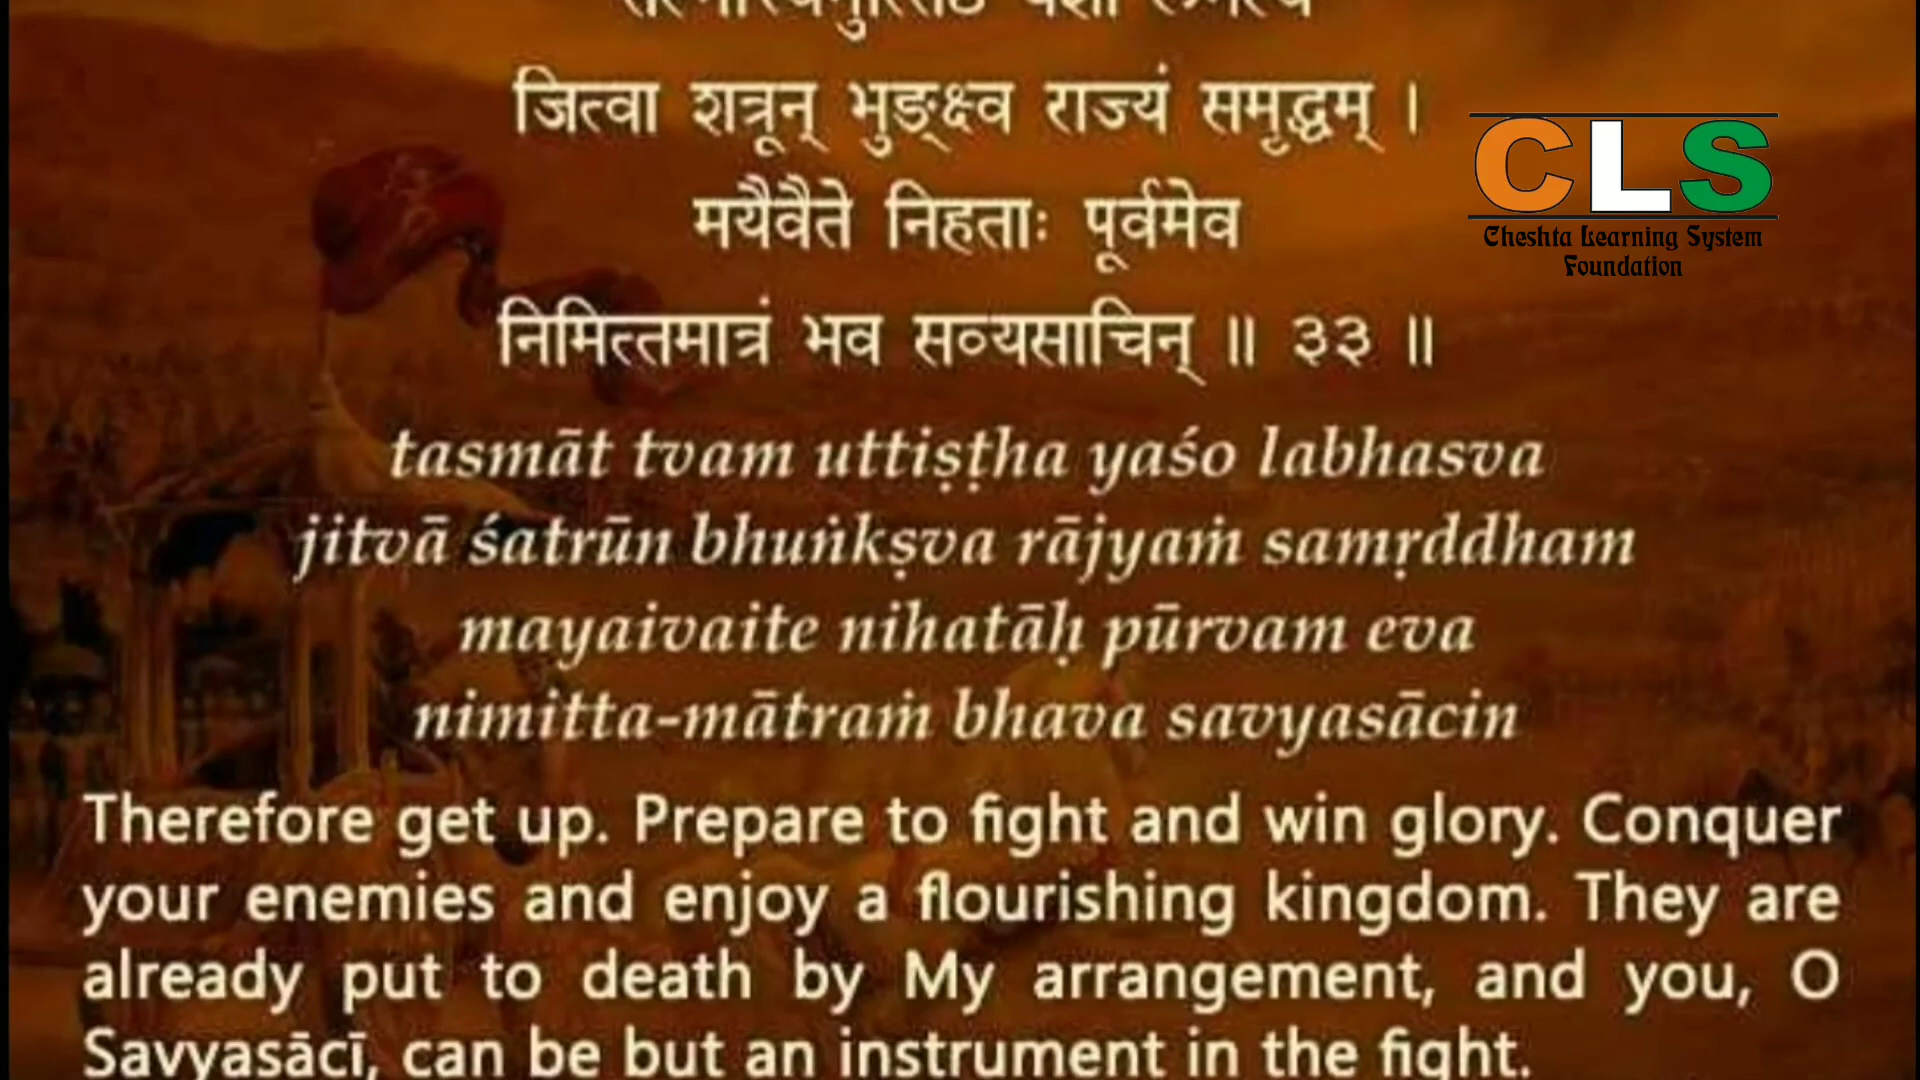 जित्वा शत्रून् भुङ्क्ष्व राज्यं समृद्धम् ।
मयैवैते निहताः पूर्वमेव
निमित्तमात्रं भव सव्यसाचिन् ॥ ३३ ॥
CLS
Cheshta Learning System
Foundation
tasmāt tvam uttiṣṭha yaśo labhasva
jitvā śatrūn bhuṅkṣva rājyaṁ samṛddham
mayaivaite nihatāḥ pūrvam eva
nimitta-mātraṁ bhava savyasācin
Therefore get up. Prepare to fight and win glory. Conquer
your enemies and enjoy a flourishing kingdom. They are
already put to death by My arrangement, and you, O
Savyasācī, can be but an instrument in the fight.